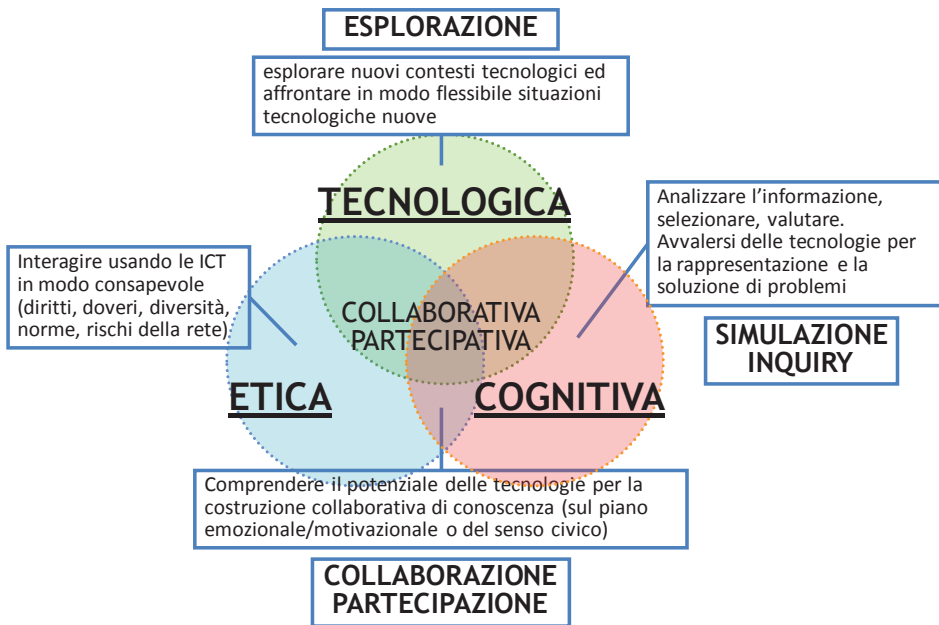 ESPLORAZIONE
esplorare nuovi contesti tecnologici ed
affrontare in modo flessibile situazioni
tecnologiche nuove
TECNOLOGICA
Analizzare l’informazione,
selezionare, valutare.
Avvalersi delle tecnologie per
la rappresentazione e la
soluzione di problemi
Interagire usando le ICT
in modo consapevole
(diritti, doveri, diversità,
norme, rischi della rete)
COLLABORATIVA
PARTECIPATIVA
SIMULAZIONE
INQUIRY
ETICA
COGNITIVA
Comprendere il potenziale delle tecnologie per la
costruzione collaborativa di conoscenza (sul piano
emozionale/motivazionale o del senso civico)
COLLABORAZIONE
PARTECIPAZIONE